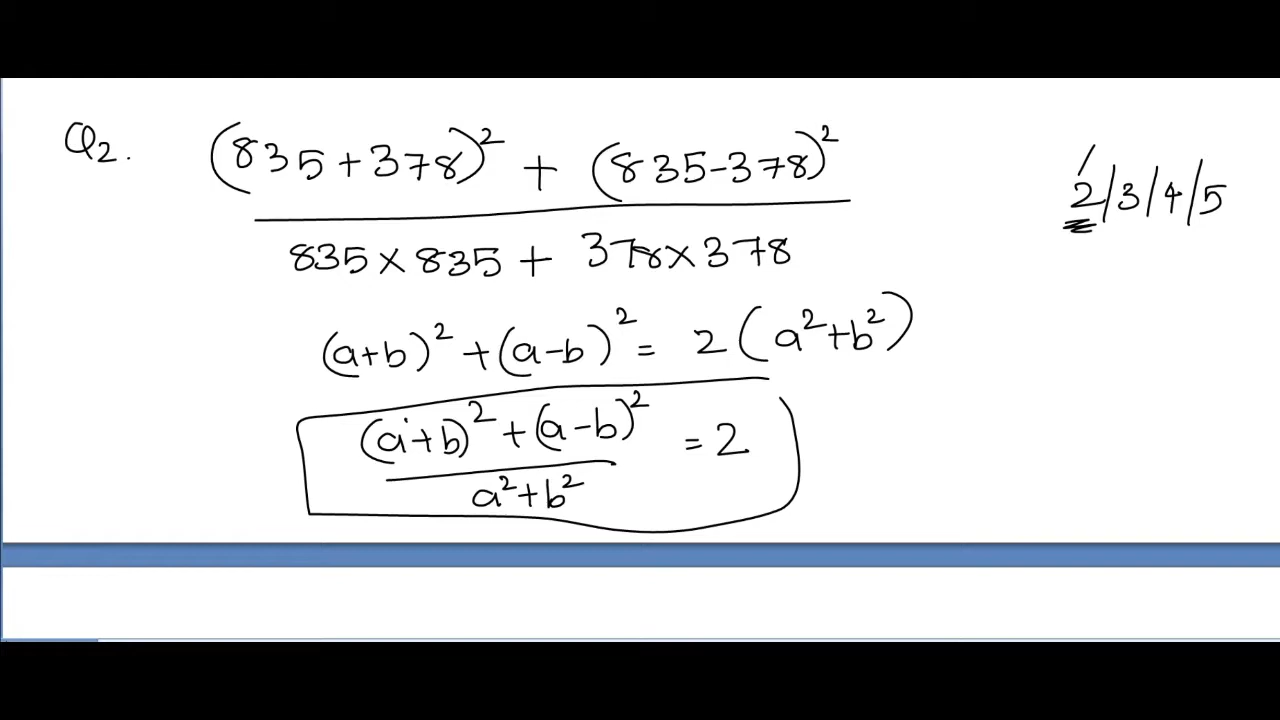 Q2. (835+378)² + (835-378)²
2/3/4/5
835×835 + 378×378
(a+b)² + (a-b)² = 2(a²+b²)
(a+b)² + (a-b)² = 2
a²+b²